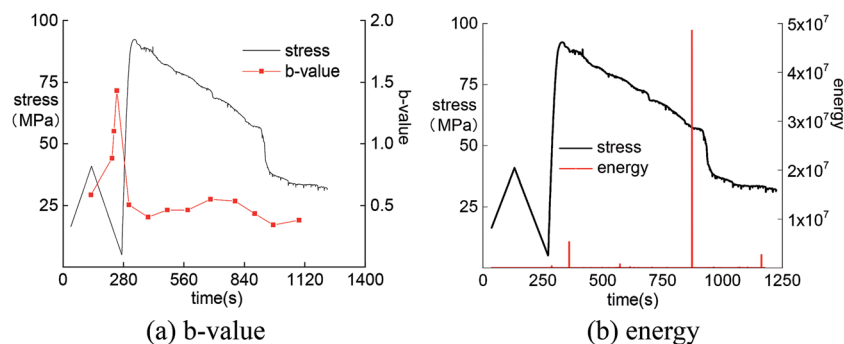 100
75
50
25
stress
(MPa)
0
280
560
840
1120
1400
time(s)
2.0
1.5
1.0
0.5
b-value
stress
b-value
(a) b-value
100
75
50
25
stress
(MPa)
0
250
500
750
1000
1250
time(s)
5x10⁷
4x10⁷
3x10⁷
2x10⁷
1x10⁷
energy
stress
energy
(b) energy